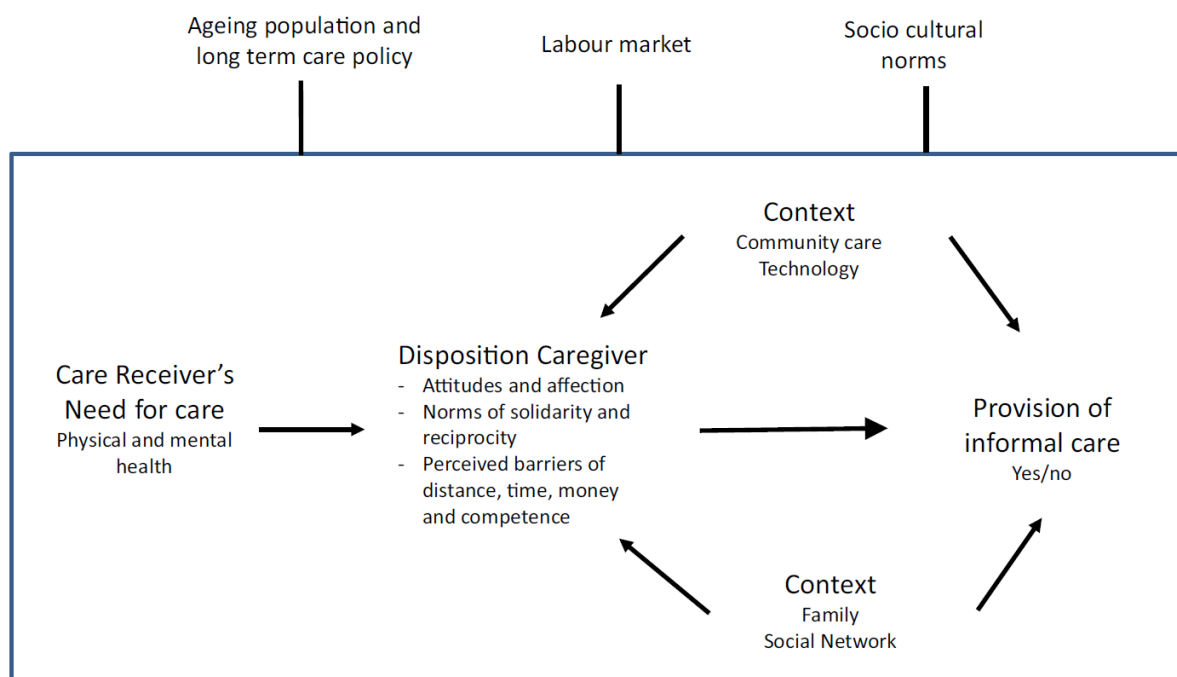 Ageing population and
long term care policy
Labour market
Socio cultural
norms
Context
Community care
Technology
Care Receiver's
Need for care
Physical and mental
health
Disposition Caregiver
- Attitudes and affection
- Norms of solidarity and
reciprocity
- Perceived barriers of
distance, time, money
and competence
Provision of
informal care
Yes/no
Context
Family
Social Network